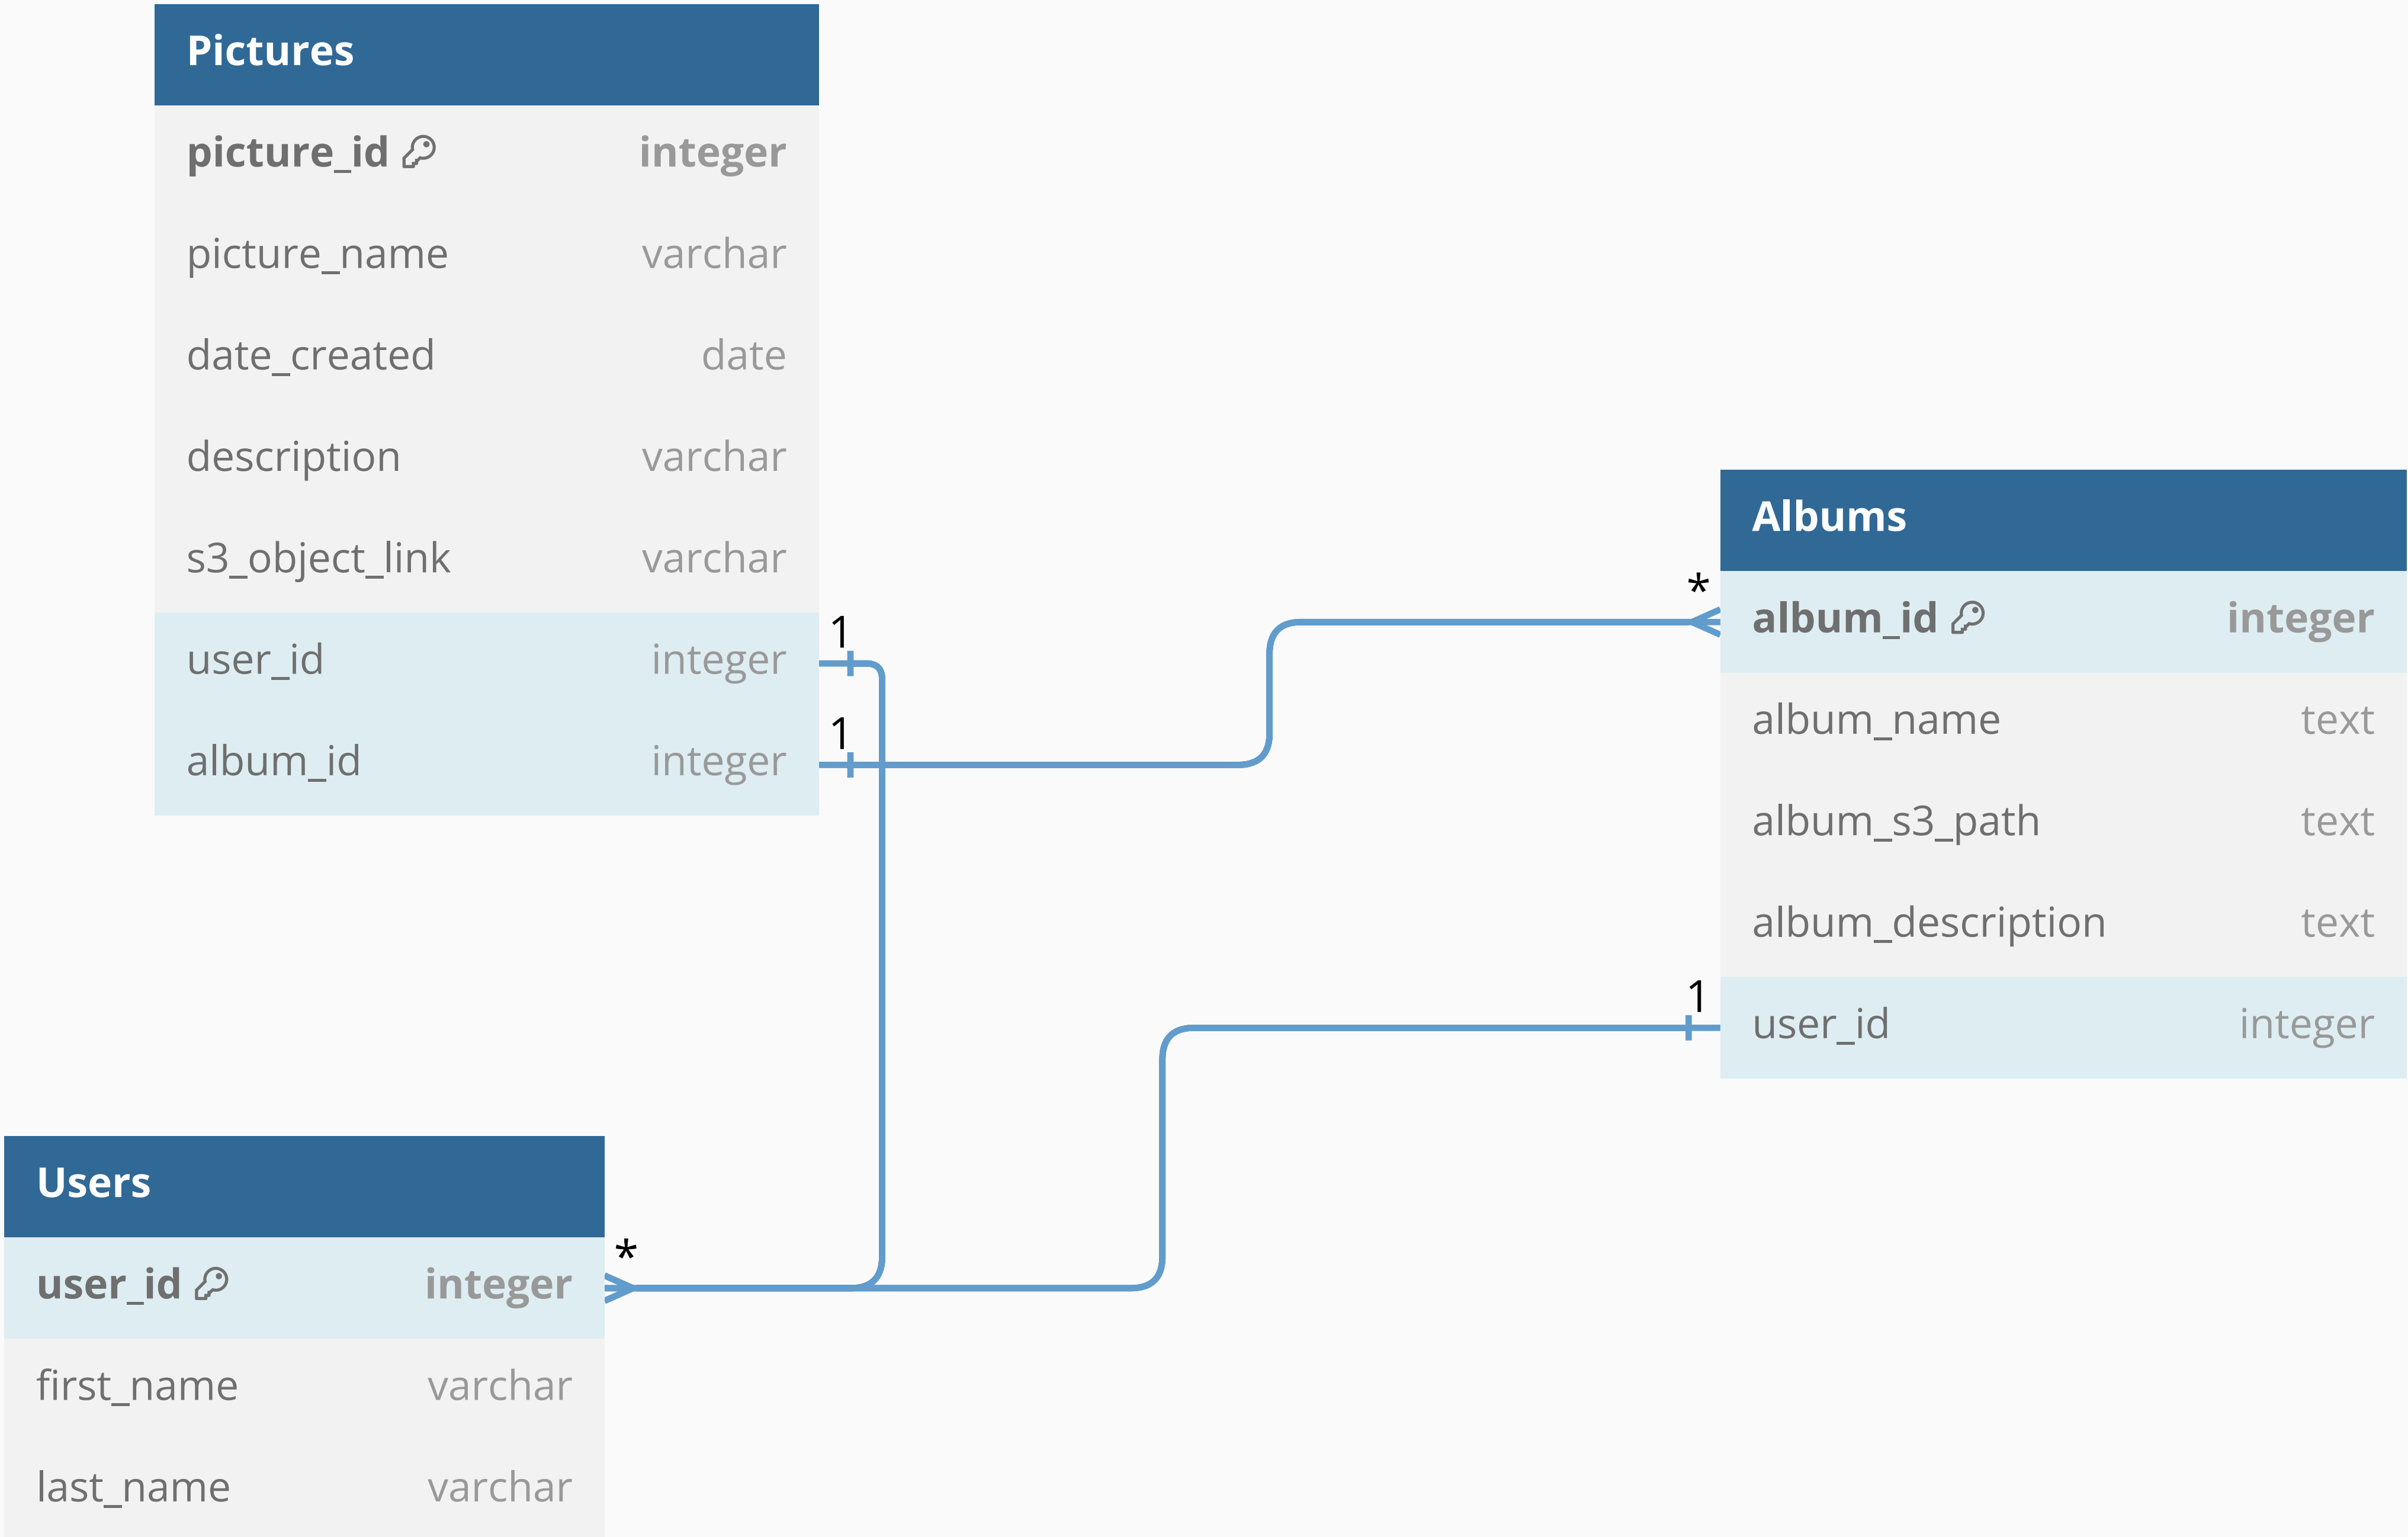 Pictures
picture_id integer
picture_name varchar
date_created date
description varchar
s3_object_link varchar
user_id integer
album_id integer
1
1
*
Albums
album_id integer
album_name text
album_s3_path text
album_description text
user_id integer
1
Users
*
user_id integer
first_name varchar
last_name varchar